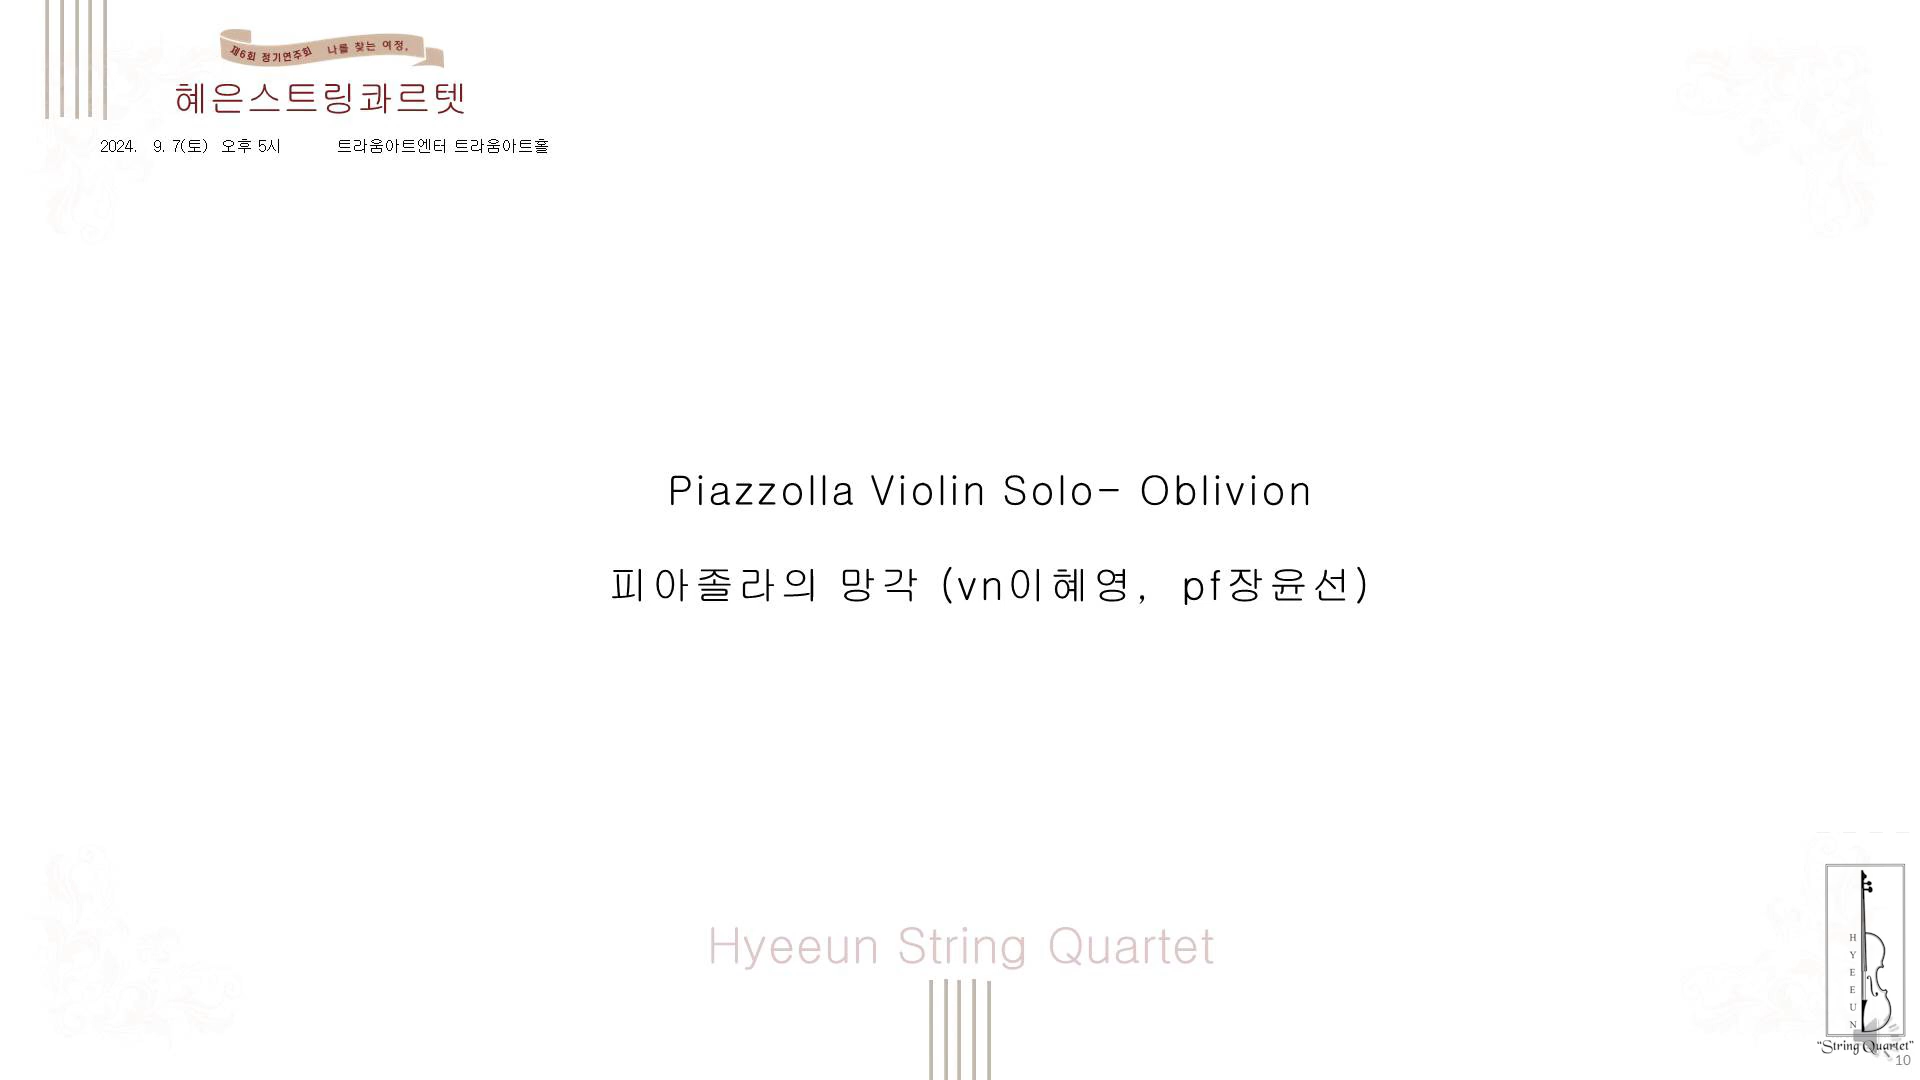 제6회 정기연주회 나를 찾는 여정,
혜은스트링콰르텟
2024. 9. 7(토) 오후 5시 트라움아트엔터 트라움아트홀
Piazzolla Violin Solo- Oblivion
피아졸라의 망각 (vn이혜영, pf장윤선)
Hyeeun String Quartet
HYEEUN
"String Quartet"
10